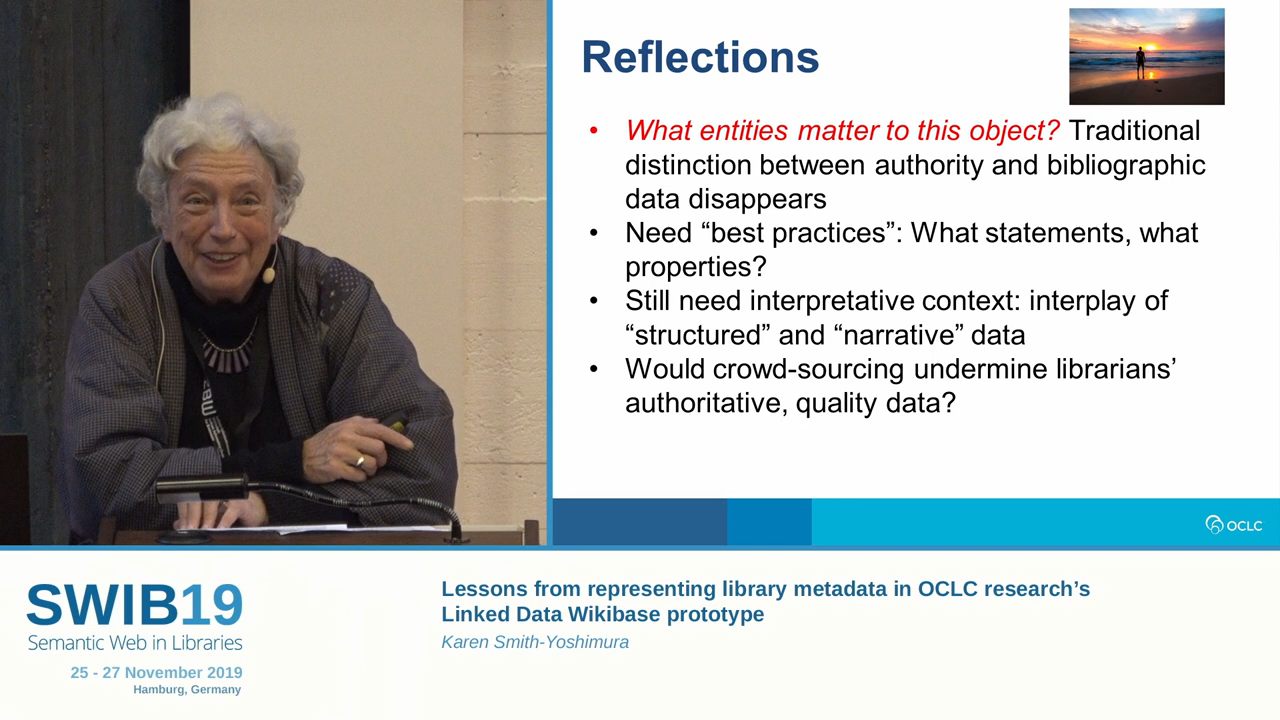 Reflections
• What entities matter to this object? Traditional
distinction between authority and bibliographic
data disappears
• Need “best practices”: What statements, what
properties?
• Still need interpretative context: interplay of
“structured” and “narrative” data
• Would crowd-sourcing undermine librarians’
authoritative, quality data?
OCLC
SWIB19
Semantic Web in Libraries
25 - 27 November 2019
Hamburg, Germany
Lessons from representing library metadata in OCLC research’s
Linked Data Wikibase prototype
Karen Smith-Yoshimura